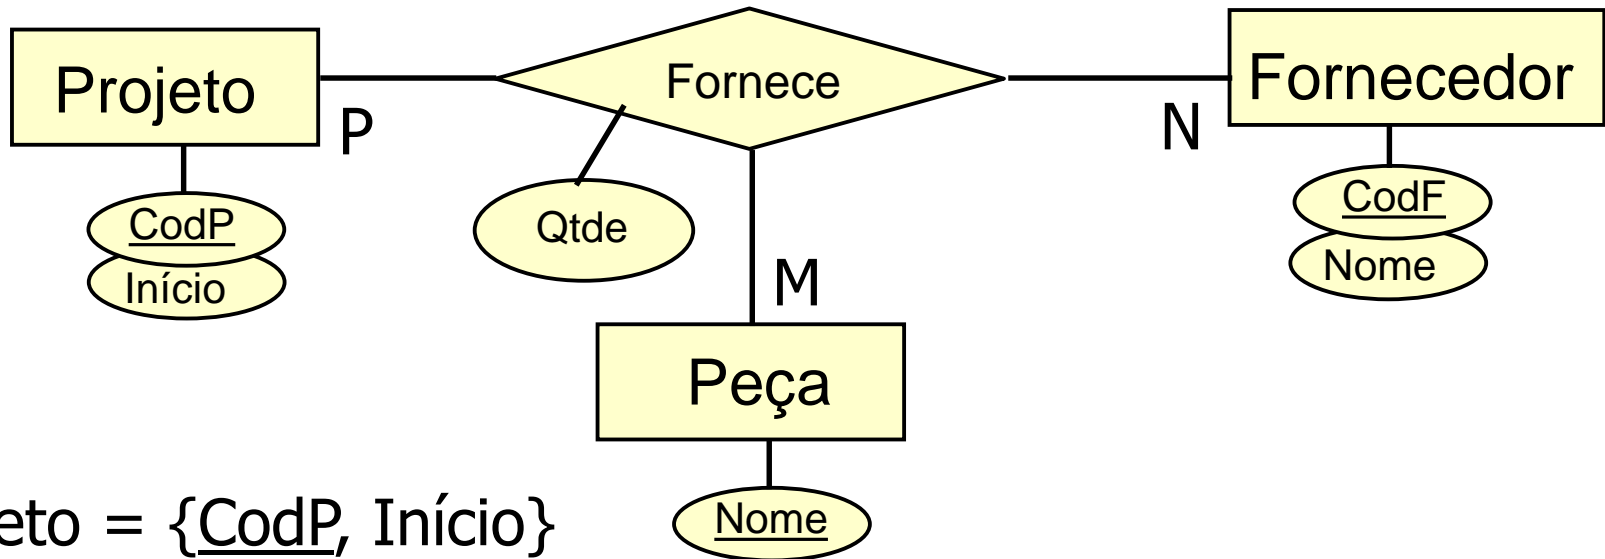 Projeto
Fornece
Fornecedor
P
N
CodP
Início
Qtde
CodF
Nome
M
Peça
Nome
eto = {CodP, Início}